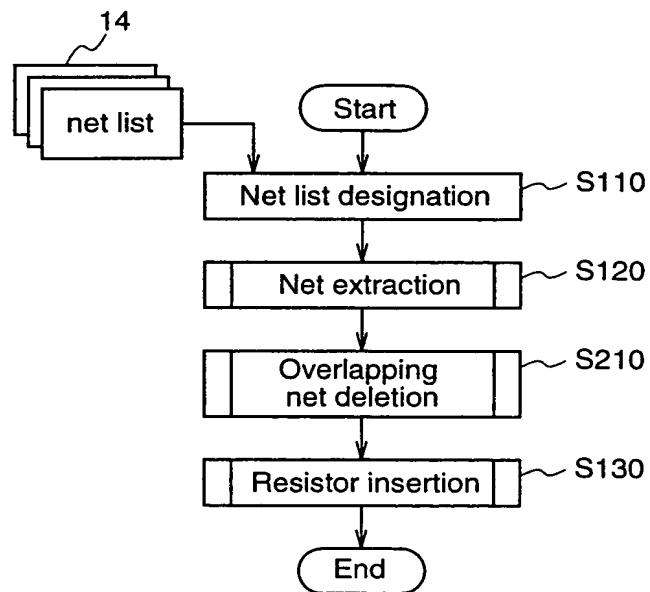 14
net list
Start
Net list designation
S110
Net extraction
S120
Overlapping
net deletion
S210
Resistor insertion
S130
End